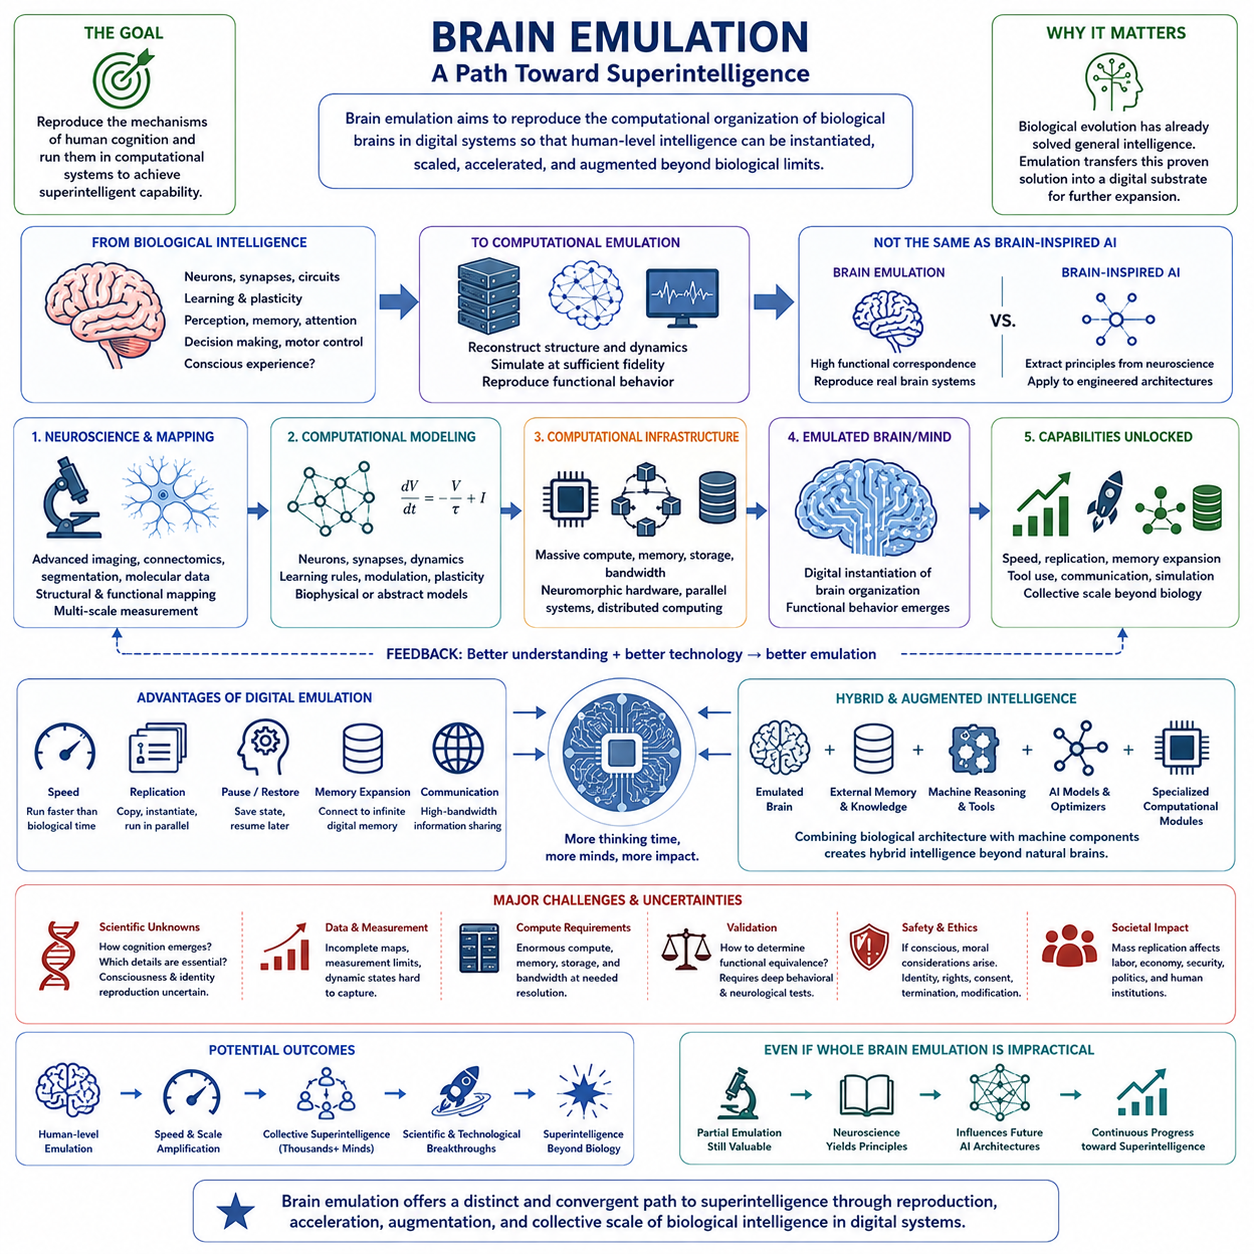 THE GOAL
Reproduce the mechanisms
of human cognition and
run them in computational
systems to achieve
superintelligent capability.
BRAIN EMULATION
A Path Toward Superintelligence
Brain emulation aims to reproduce the computational organization of biological
brains in digital systems so that human-level intelligence can be instantiated,
scaled, accelerated, and augmented beyond biological limits.
WHY IT MATTERS
Biological evolution has already
solved general intelligence.
Emulation transfers this proven
solution into a digital substrate
for further expansion.
FROM BIOLOGICAL INTELLIGENCE
Neurons, synapses, circuits
Learning & plasticity
Perception, memory, attention
Decision making, motor control
Conscious experience?
TO COMPUTATIONAL EMULATION
Reconstruct structure and dynamics
Simulate at sufficient fidelity
Reproduce functional behavior
NOT THE SAME AS BRAIN-INSPIRED AI
BRAIN EMULATION
High functional correspondence
Reproduce real brain systems
VS.
BRAIN-INSPIRED AI
Extract principles from neuroscience
Apply to engineered architectures
1. NEUROSCIENCE & MAPPING
Advanced imaging, connectomics,
segmentation, molecular data
Structural & functional mapping
Multi-scale measurement
2. COMPUTATIONAL MODELING
dV/dt = −V/τ + I
Neurons, synapses, dynamics
Learning rules, modulation, plasticity
Biophysical or abstract models
3. COMPUTATIONAL INFRASTRUCTURE
Massive compute, memory, storage,
bandwidth
Neuromorphic hardware, parallel
systems, distributed computing
4. EMULATED BRAIN/MIND
Digital instantiation of
brain organization
Functional behavior emerges
5. CAPABILITIES UNLOCKED
Speed, replication, memory expansion
Tool use, communication, simulation
Collective scale beyond biology
FEEDBACK: Better understanding + better technology → better emulation
ADVANTAGES OF DIGITAL EMULATION
Speed
Run faster than
biological time
Replication
Copy, instantiate,
run in parallel
Pause / Restore
Save state,
resume later
Memory Expansion
Connect to infinite
digital memory
Communication
High-bandwidth
information sharing
More thinking time,
more minds, more impact.
HYBRID & AUGMENTED INTELLIGENCE
Emulated
Brain
+
External Memory
& Knowledge
+
Machine Reasoning
& Tools
+
AI Models &
Optimizers
+
Specialized
Computational
Modules
Combining biological architecture with machine components
creates hybrid intelligence beyond natural brains.
MAJOR CHALLENGES & UNCERTAINTIES
Scientific Unknowns
How cognition emerges?
Which details are essential?
Consciousness & identity
reproduction uncertain.
Data & Measurement
Incomplete maps,
measurement limits,
dynamic states hard
to capture.
Compute Requirements
Enormous compute,
memory, storage, and
bandwidth at needed
resolution.
Validation
How to determine
functional equivalence?
Requires deep behavioral
& neurological tests.
Safety & Ethics
If conscious, moral
considerations arise.
Identity, rights, consent,
termination, modification.
Societal Impact
Mass replication affects
labor, economy, security,
politics, and human
institutions.
POTENTIAL OUTCOMES
Human-level
Emulation
Speed & Scale
Amplification
Collective Superintelligence
(Thousands+ Minds)
Scientific & Technological
Breakthroughs
Superintelligence
Beyond Biology
EVEN IF WHOLE BRAIN EMULATION IS IMPRACTICAL
Partial Emulation
Still Valuable
Neuroscience
Yields Principles
Influences Future
AI Architectures
Continuous Progress
toward Superintelligence
Brain emulation offers a distinct and convergent path to superintelligence through reproduction,
acceleration, augmentation, and collective scale of biological intelligence in digital systems.